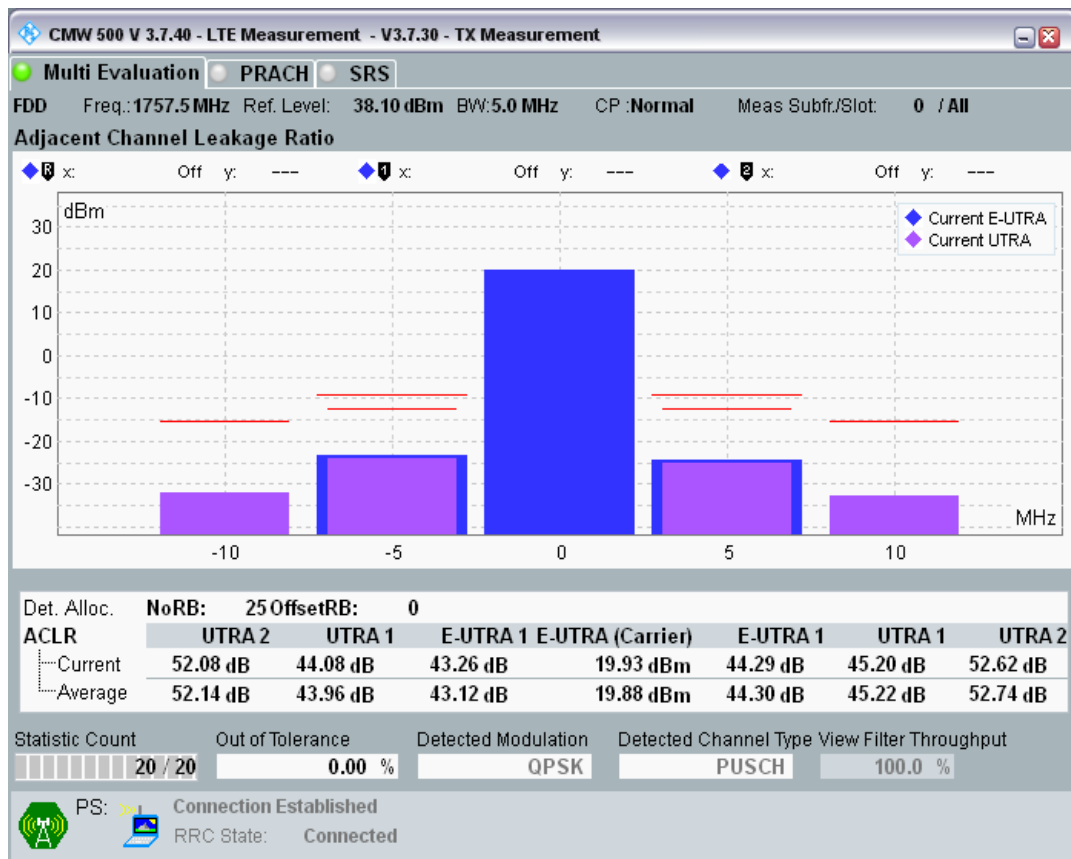 CMW 500 V 3.7.40 - LTE Measurement - V3.7.30 - TX Measurement
Multi Evaluation PRACH SRS
FDD Freq.:1757.5 MHz Ref. Level: 38.10 dBm BW:5.0 MHz CP :Normal Meas Subfr./Slot: 0 / All
Adjacent Channel Leakage Ratio
R x: Off y: --- 1 x: Off y: --- 2 x: Off y: ---
dBm
Current E-UTRA
Current UTRA
30
20
10
0
-10
-20
-30
MHz
-10 -5 0 5 10
Det. Alloc. NoRB: 25 OffsetRB: 0
ACLR UTRA 2 UTRA 1 E-UTRA 1 E-UTRA (Carrier) E-UTRA 1 UTRA 1 UTRA 2
Current 52.08 dB 44.08 dB 43.26 dB 19.93 dBm 44.29 dB 45.20 dB 52.62 dB
Average 52.14 dB 43.96 dB 43.12 dB 19.88 dBm 44.30 dB 45.22 dB 52.74 dB
Statistic Count Out of Tolerance Detected Modulation Detected Channel Type View Filter Throughput
20 / 20 0.00 % QPSK PUSCH 100.0 %
PS: Connection Established
RRC State: Connected